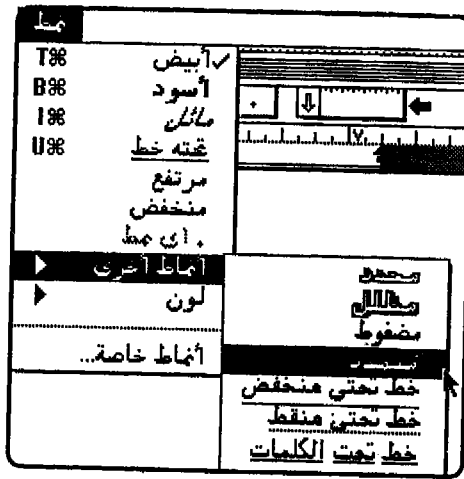 نمط
أبيض ⌘T
أسود ⌘B
مائل ⌘I
تحته خط ⌘U
مرتفع
منخفض
أي نمط
أنماط أخرى
لون
أنماط خاصة...
مظلل
مضغوط
خط تحتي منخفض
خط تحتي منقط
خط تحت الكلمات